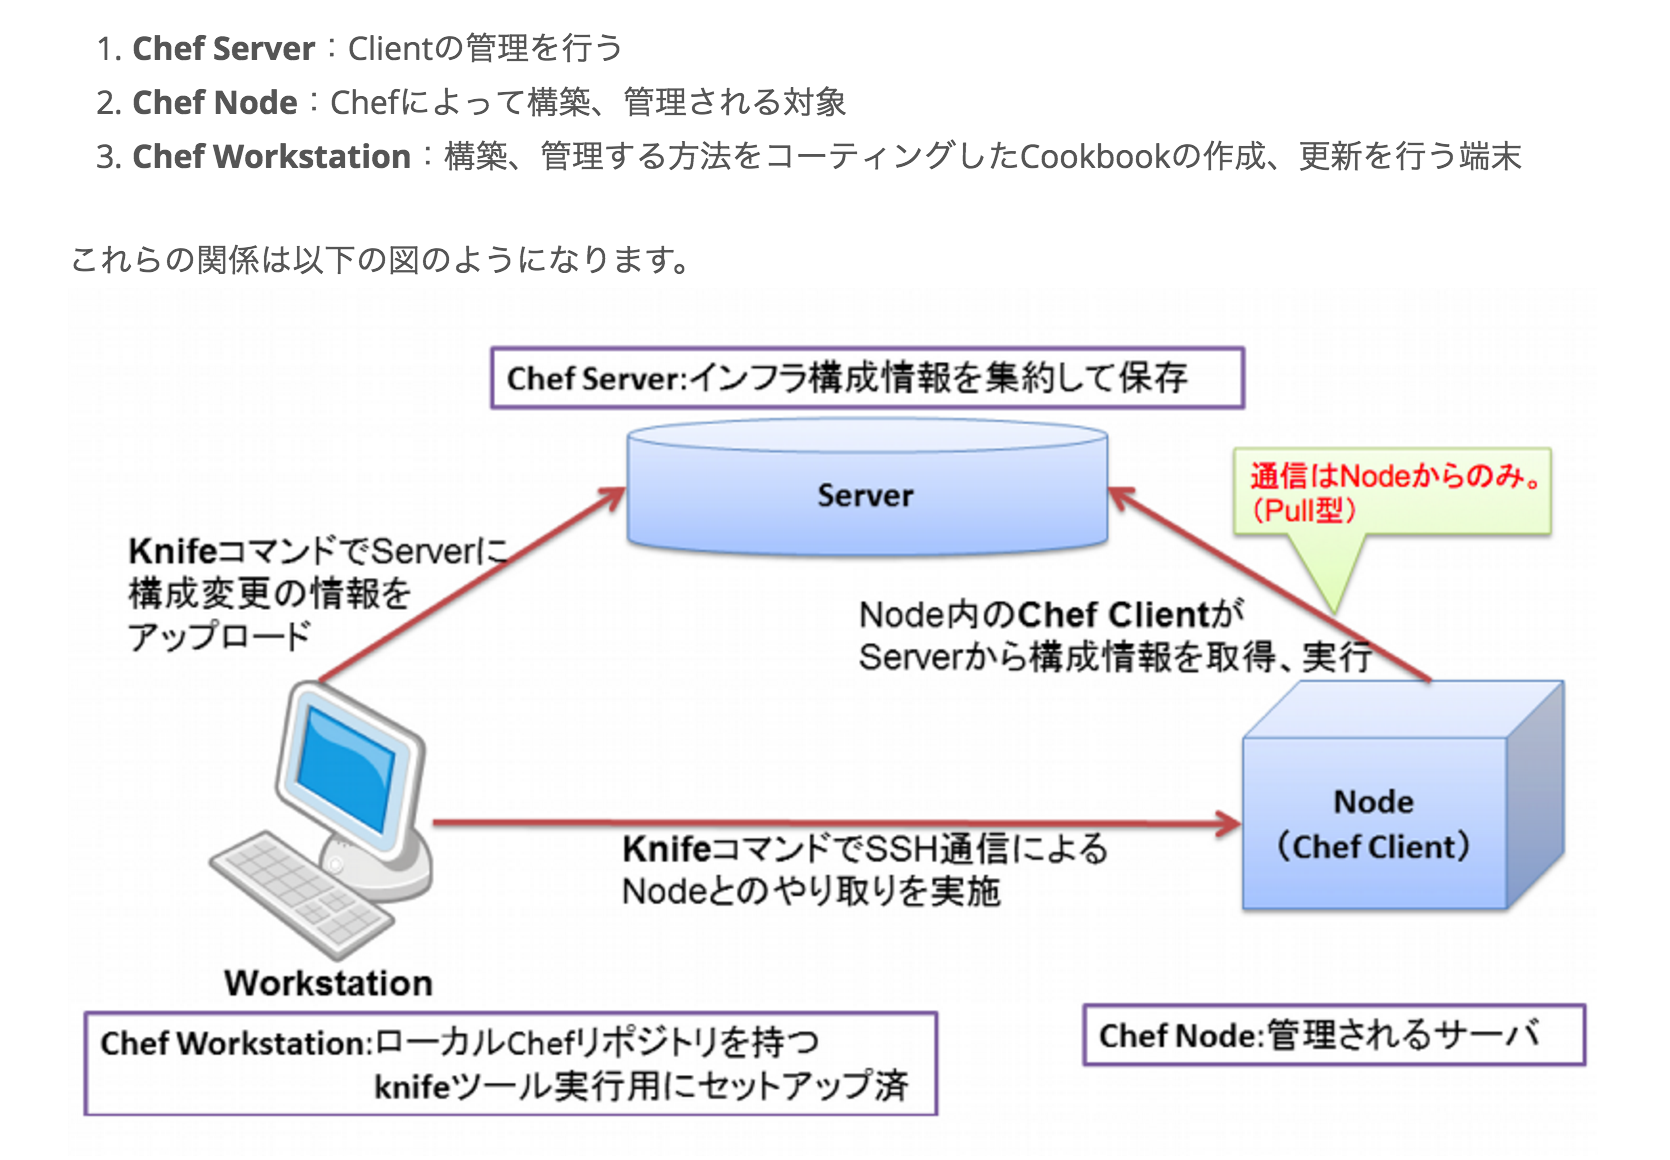 1. Chef Server：Clientの管理を行う
2. Chef Node：Chefによって構築、管理される対象
3. Chef Workstation：構築、管理する方法をコーティングしたCookbookの作成、更新を行う端末
これらの関係は以下の図のようになります。
Chef Server:インフラ構成情報を集約して保存
Server
通信はNodeからのみ。
（Pull型）
KnifeコマンドでServerに
構成変更の情報を
アップロード
Node内のChef Clientが
Serverから構成情報を取得、実行
Node
（Chef Client）
KnifeコマンドでSSH通信による
Nodeとのやり取りを実施
Workstation
Chef Workstation:ローカルChefリポジトリを持つ
knifeツール実行用にセットアップ済
Chef Node:管理されるサーバ